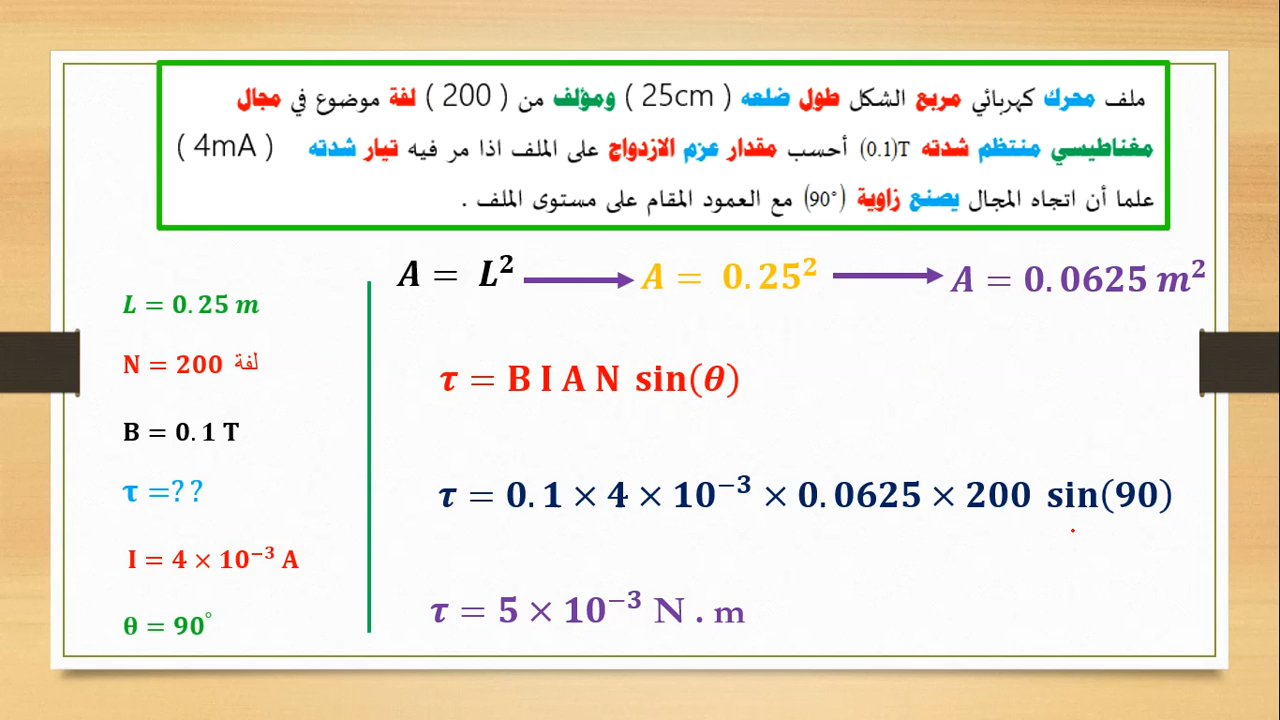 ملف محرك كهربائي مربع الشكل طول ضلعه ( 25cm ) ومؤلف من ( 200 ) لفة موضوع في مجال
مغناطيسي منتظم شدته (0.1)T أحسب مقدار عزم الازدواج على الملف اذا مر فيه تيار شدته ( 4mA )
علما أن اتجاه المجال يصنع زاوية (90°) مع العمود المقام على مستوى الملف .
A = L² → A = 0.25² → A = 0.0625 m²
L = 0.25 m
N = 200 لفة
B = 0.1 T
τ =??
I = 4 × 10⁻³ A
θ = 90°
τ = B I A N sin(θ)
τ = 0.1 × 4 × 10⁻³ × 0.0625 × 200 sin(90)
τ = 5 × 10⁻³ N . m